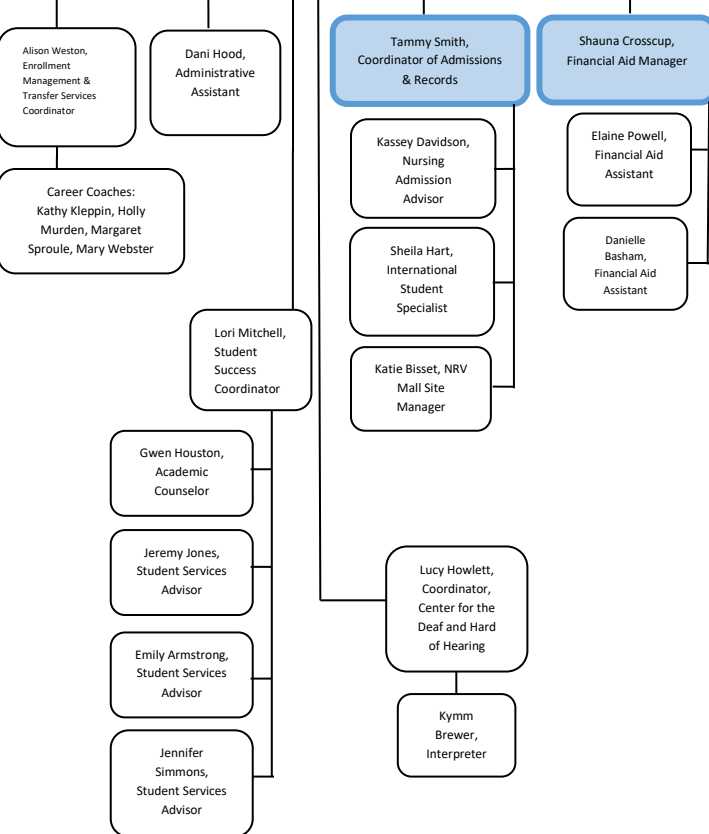 Alison Weston,
Enrollment
Management &
Transfer Services
Coordinator
Dani Hood,
Administrative
Assistant
Tammy Smith,
Coordinator of Admissions
& Records
Shauna Crosscup,
Financial Aid Manager
Career Coaches:
Kathy Kleppin, Holly
Murden, Margaret
Sproule, Mary Webster
Kassey Davidson,
Nursing
Admission
Advisor
Elaine Powell,
Financial Aid
Assistant
Sheila Hart,
International
Student
Specialist
Danielle
Basham,
Financial Aid
Assistant
Lori Mitchell,
Student
Success
Coordinator
Katie Bisset, NRV
Mall Site
Manager
Gwen Houston,
Academic
Counselor
Jeremy Jones,
Student Services
Advisor
Emily Armstrong,
Student Services
Advisor
Jennifer
Simmons,
Student Services
Advisor
Lucy Howlett,
Coordinator,
Center for the
Deaf and Hard
of Hearing
Kymm
Brewer,
Interpreter